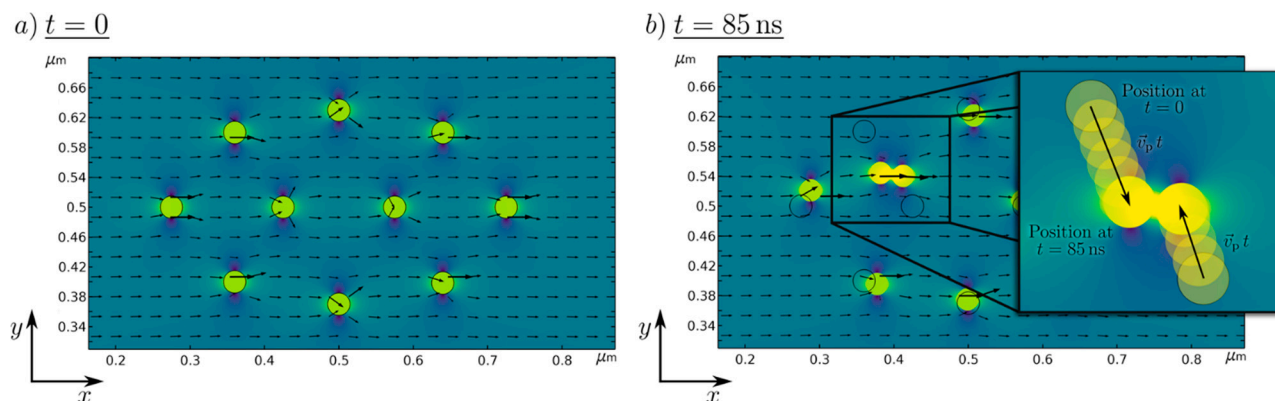 a) t = 0
μm
0.66
0.62
0.58
0.54
0.5
0.46
0.42
0.38
0.34
0.2
0.3
0.4
0.5
0.6
0.7
0.8
μm
y
x
b) t = 85 ns
μm
0.66
0.62
0.58
0.54
0.5
0.46
0.42
0.38
0.34
0.2
0.3
0.4
0.5
0.6
0.7
0.8
μm
y
x
Position at
t = 0
v⃗ₚ t
Position at
t = 85 ns
v⃗ₚ t